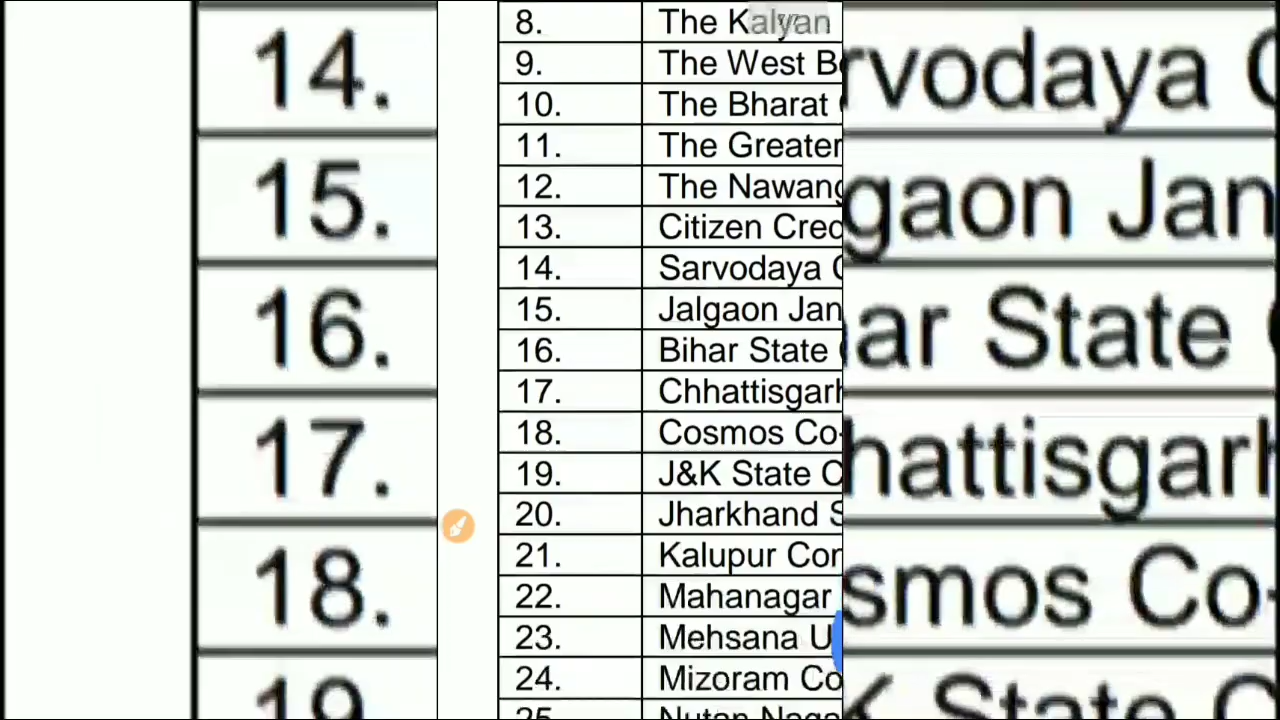 14.
15.
16.
17.
18.
19
8. The Kalyan
9. The West B
10. The Bharat
11. The Greater
12. The Nawang
13. Citizen Cred
14. Sarvodaya C
15. Jalgaon Jan
16. Bihar State
17. Chhattisgarh
18. Cosmos Co-
19. J&K State C
20. Jharkhand S
21. Kalupur Com
22. Mahanagar
23. Mehsana U
24. Mizoram Co
rvodaya C
gaon Jan
ar State
hattisgarh
smos Co-
K State C